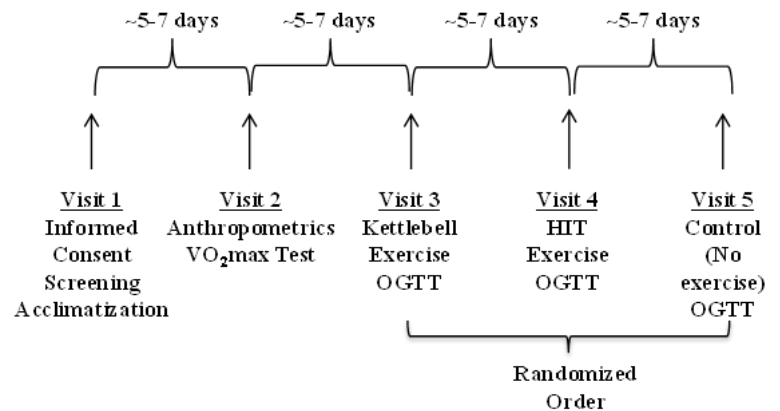 ~5-7 days
~5-7 days
~5-7 days
~5-7 days
Visit 1
Informed
Consent
Screening
Acclimatization
Visit 2
Anthropometrics
VO₂max Test
Visit 3
Kettlebell
Exercise
OGTT
Visit 4
HIT
Exercise
OGTT
Visit 5
Control
(No
exercise)
OGTT
Randomized
Order